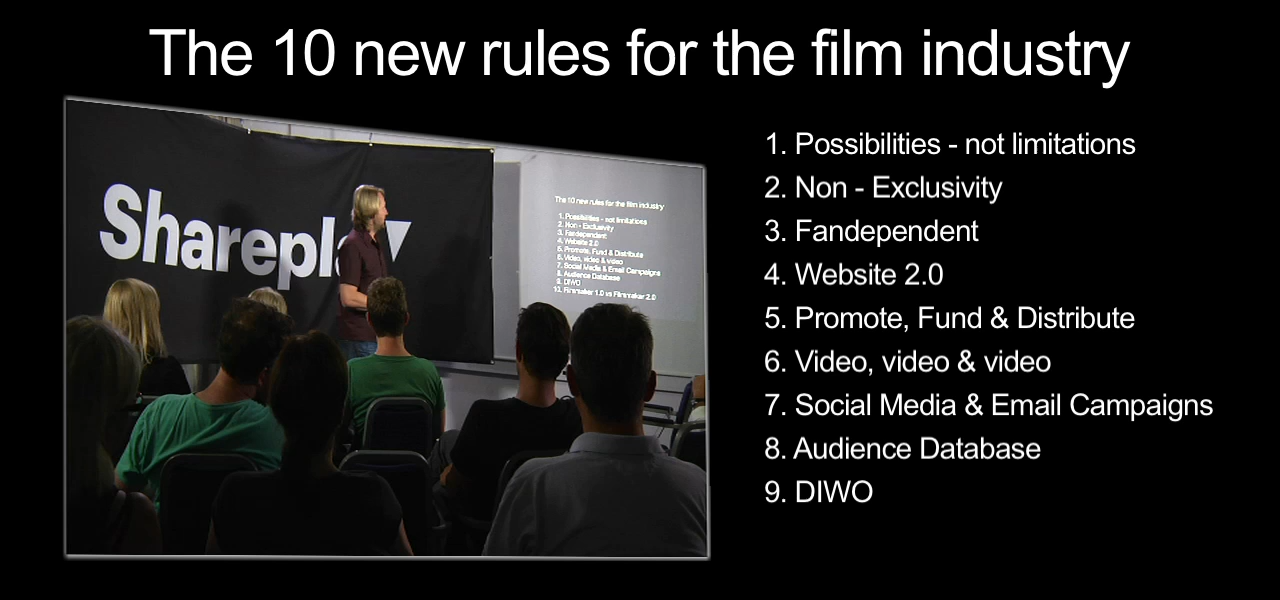 The 10 new rules for the film industry
Shareplay
The 10 new rules for the film industry
1. Possibilities - not limitations
2. Non - Exclusivity
3. Fandependent
4. Website 2.0
5. Promote, Fund & Distribute
6. Video, video & video
7. Social Media & Email Campaigns
8. Audience Database
9. DIWO
10. Filmmaker 1.0 vs Filmmaker 2.0
1. Possibilities - not limitations
2. Non - Exclusivity
3. Fandependent
4. Website 2.0
5. Promote, Fund & Distribute
6. Video, video & video
7. Social Media & Email Campaigns
8. Audience Database
9. DIWO